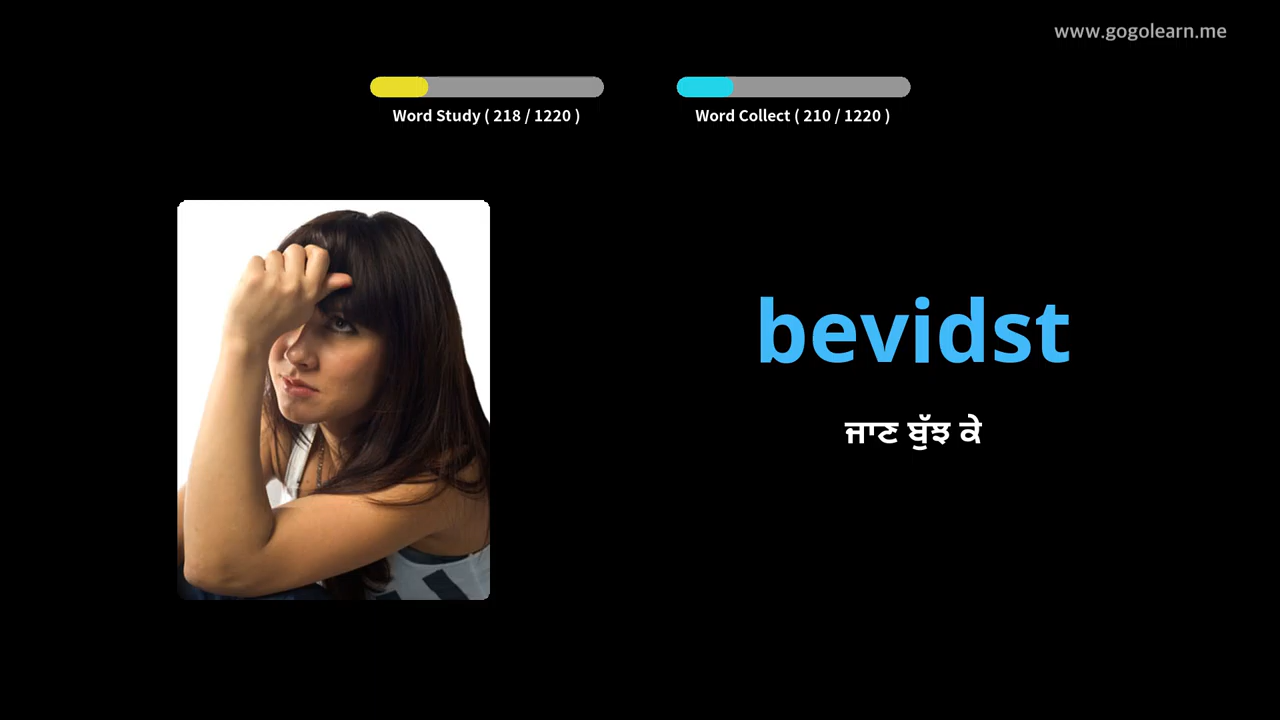 www.gogolearn.me
Word Study ( 218 / 1220 )
Word Collect ( 210 / 1220 )
bevidst
ਜਾਣ ਬੁੱਝ ਕੇ